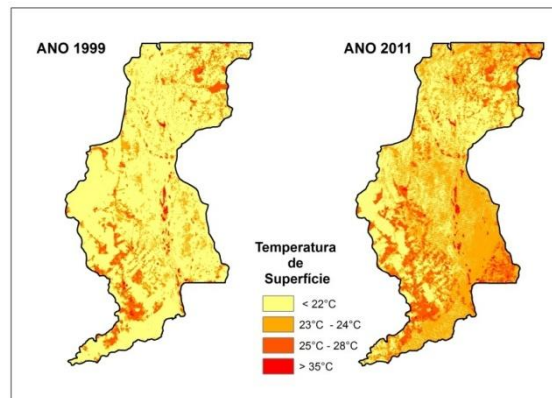 ANO 1999
ANO 2011
Temperatura
de
Superfície
< 22°C
23°C - 24°C
25°C - 28°C
> 35°C